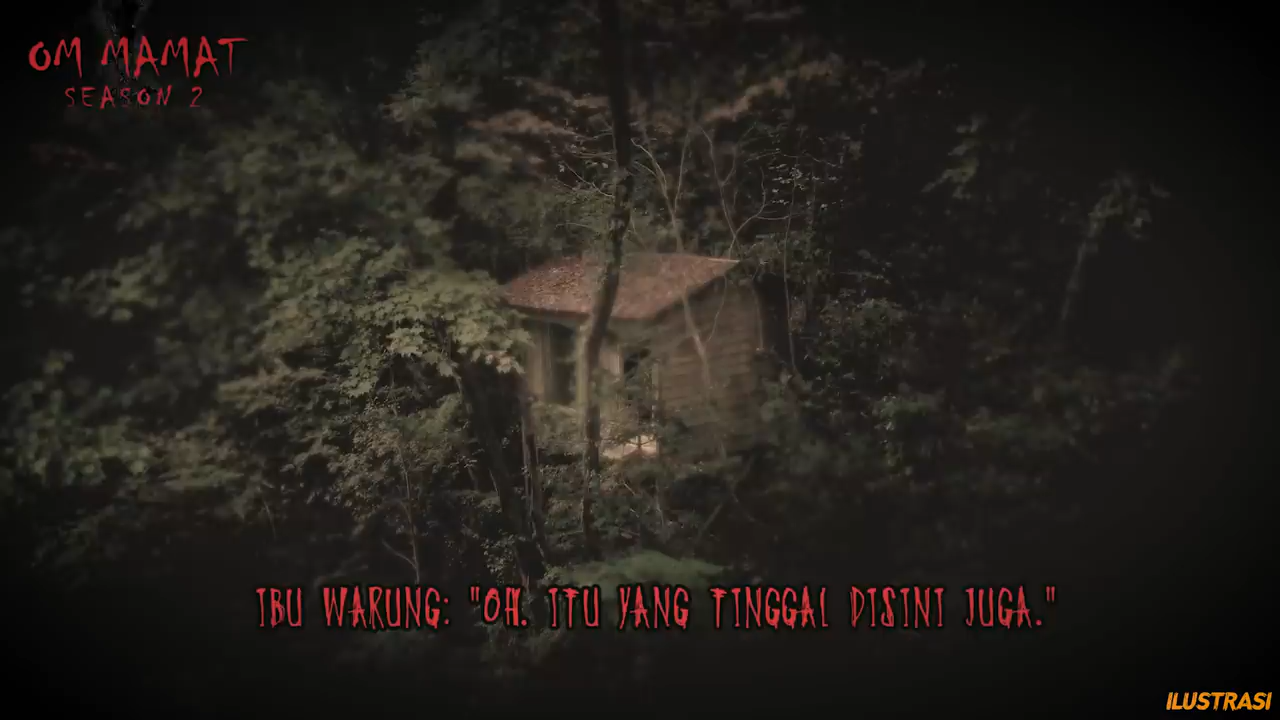 OM MAMAT
SEASON 2
IBU WARUNG: "OH. ITU YANG TINGGAL DISINI JUGA."
ILUSTRASI